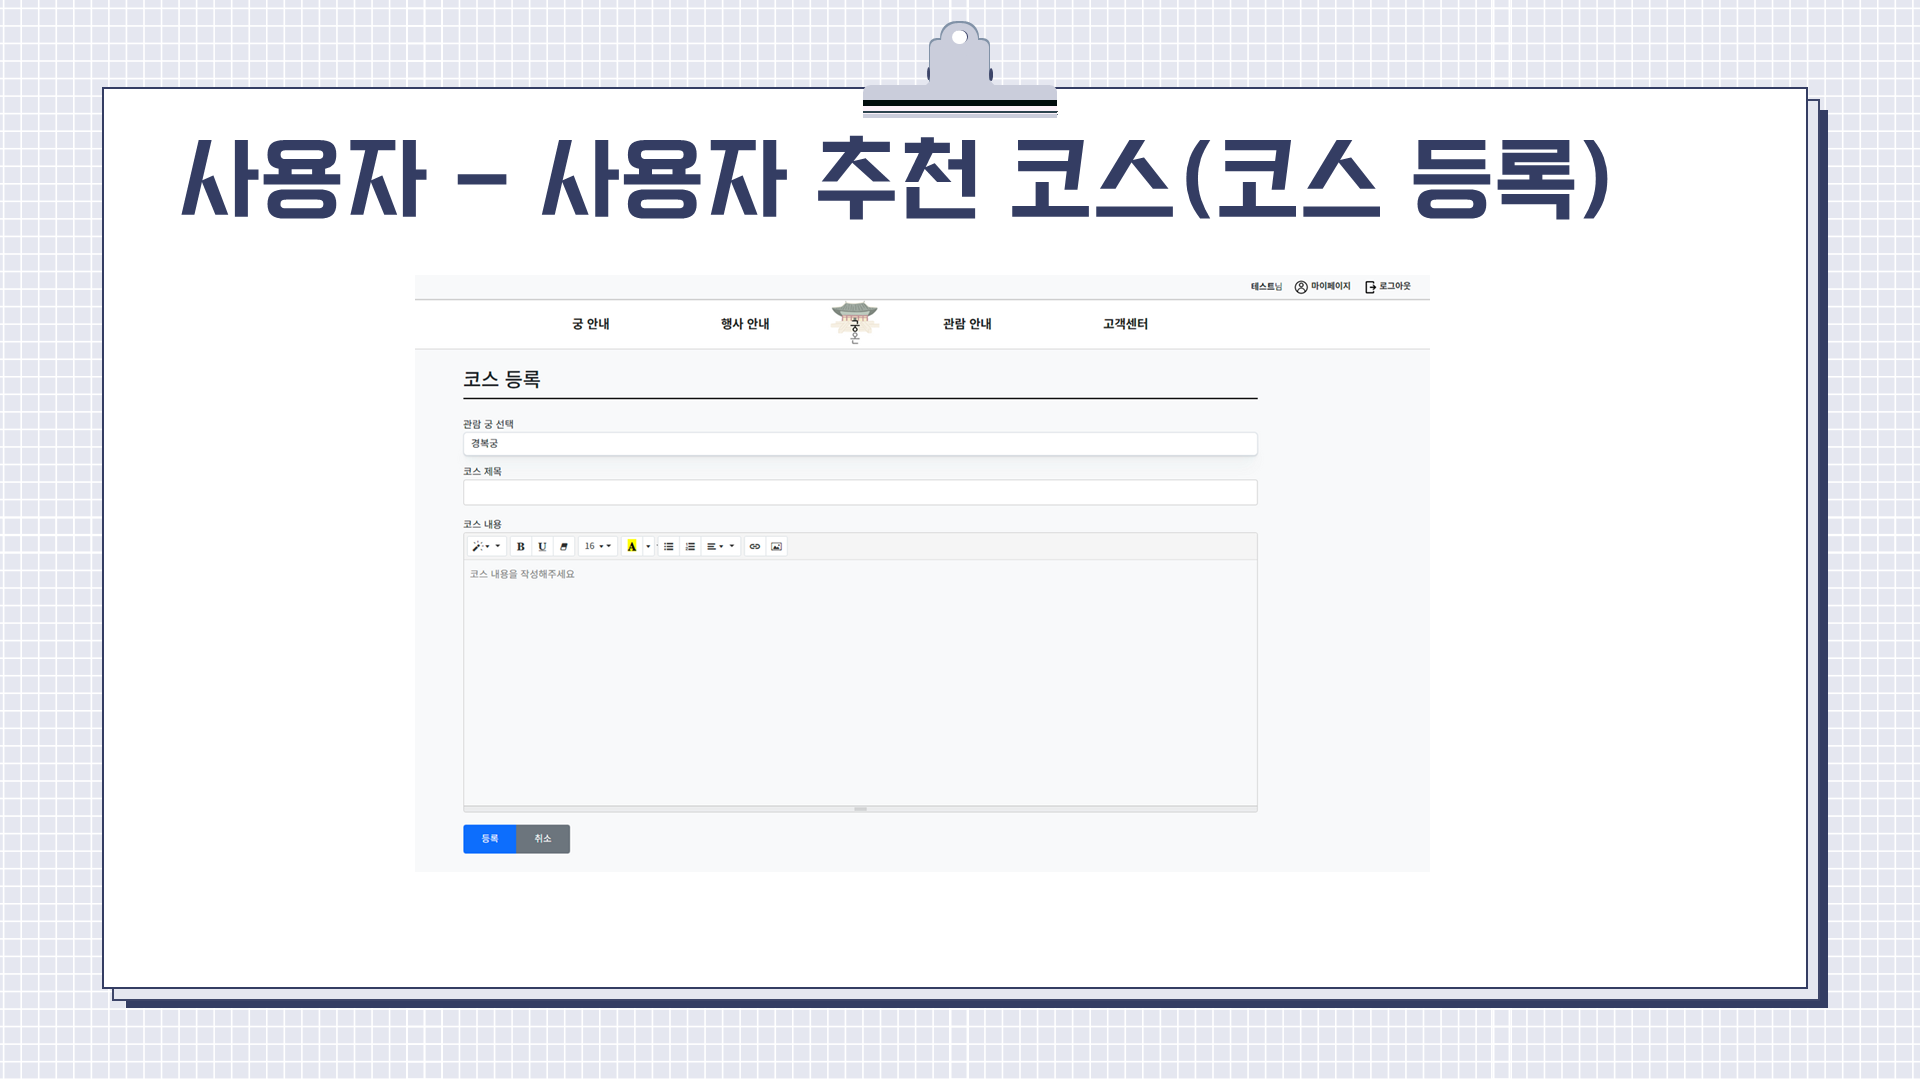 사용자 - 사용자 추천 코스(코스 등록)
테스트님 마이페이지 로그아웃
궁 안내 행사 안내 궁온 관람 안내 고객센터
코스 등록
관람 궁 선택
경복궁
코스 제목
코스 내용
B U 16 A
코스 내용을 작성해주세요
등록 취소